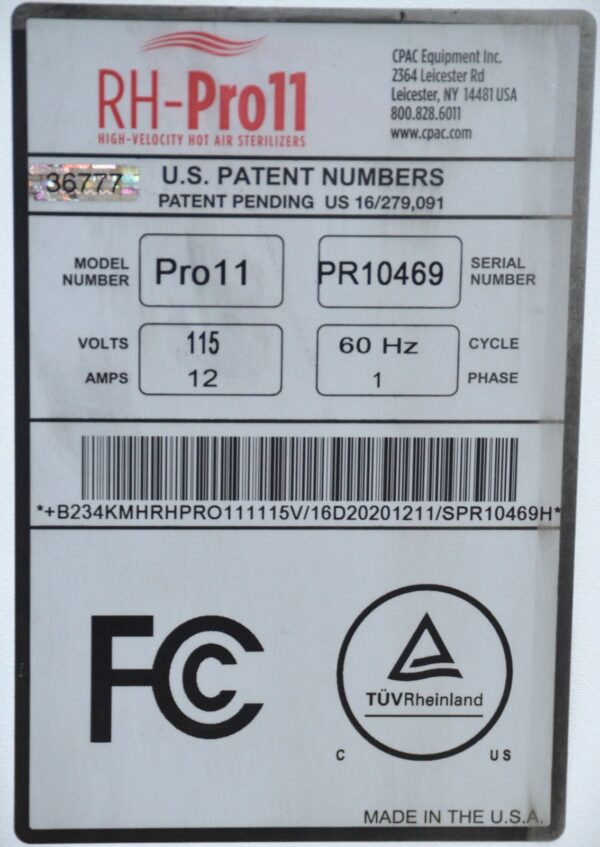 RH-Pro11
HIGH-VELOCITY HOT AIR STERILIZERS
CPAC Equipment Inc.
2364 Leicester Rd
Leicester, NY 14481 USA
800.828.6011
www.cpac.com
36777
U.S. PATENT NUMBERS
PATENT PENDING US 16/279,091
MODEL NUMBER
Pro11
PR10469
SERIAL NUMBER
VOLTS
115
60 Hz
CYCLE
AMPS
12
1
PHASE
*+B234KMHRHPRO111115V/16D20201211/SPR10469H*
FC
TÜVRheinland
C US
MADE IN THE U.S.A.